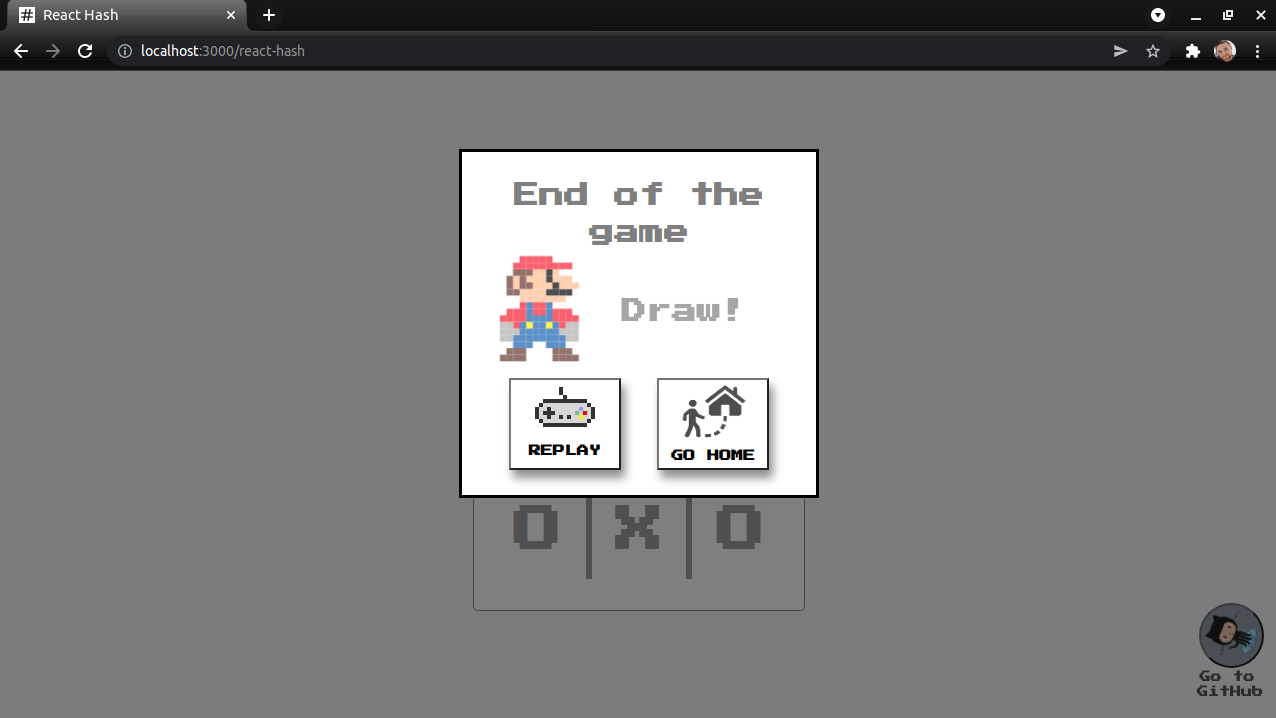 React Hash
localhost:3000/react-hash
End of the
game
Draw!
REPLAY
GO HOME
O X O
Go to
GitHub